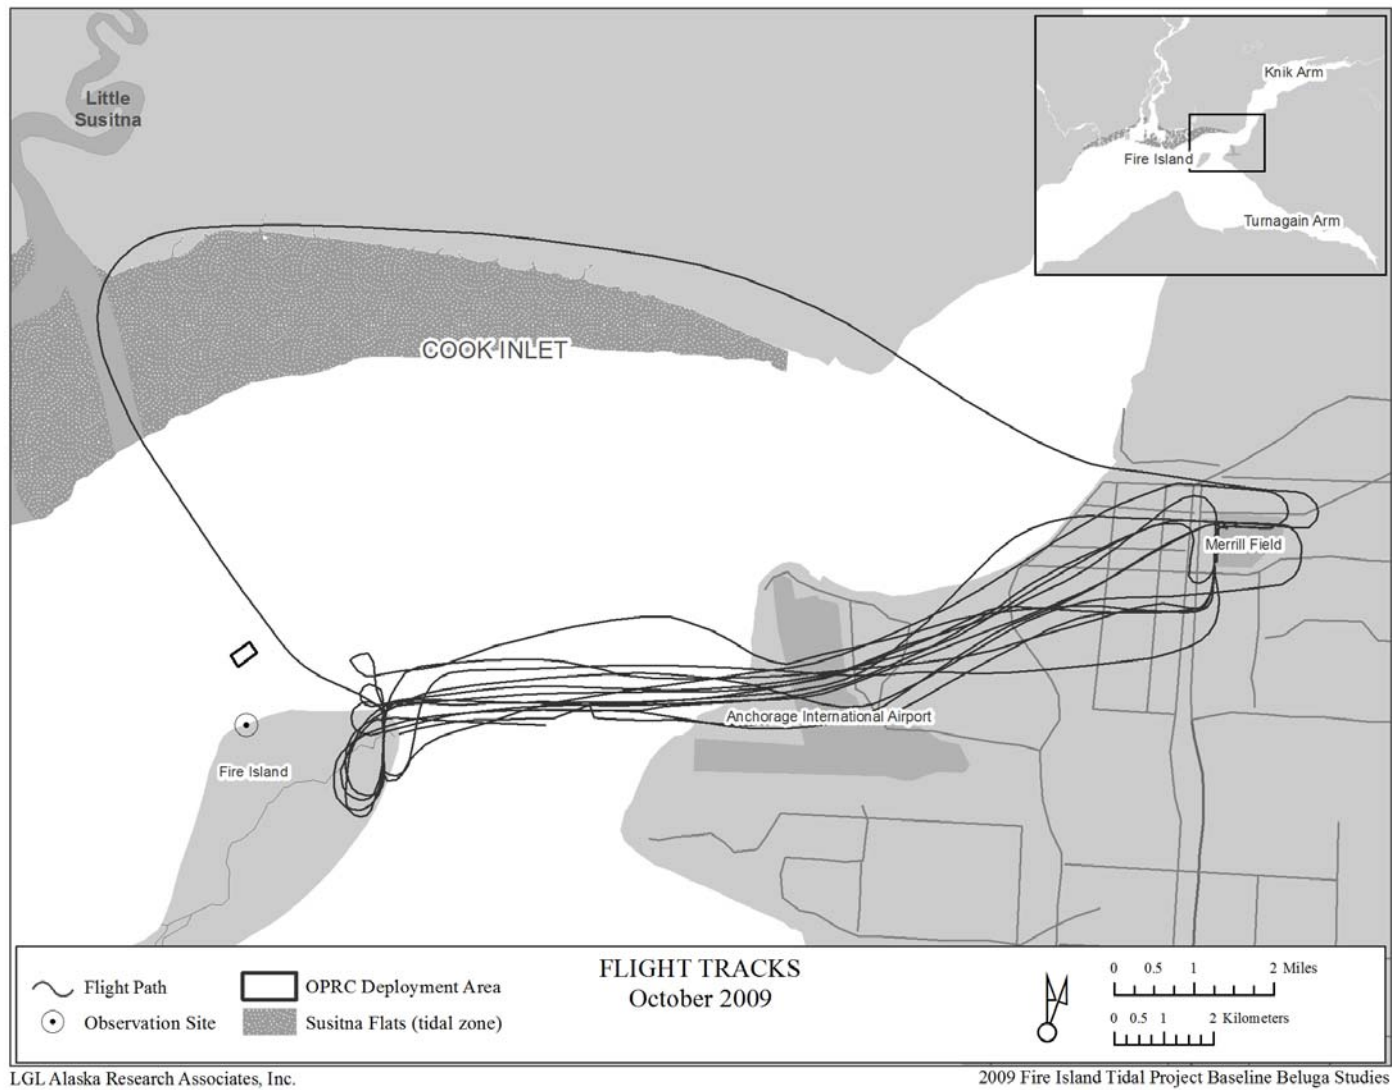 Little
Susitna
Knik Arm
Fire Island
Turnagain Arm
COOK INLET
Merrill Field
Anchorage International Airport
Fire Island
Flight Path
Observation Site
OPRC Deployment Area
Susitna Flats (tidal zone)
FLIGHT TRACKS
October 2009
0 0.5 1 2 Miles
0 0.5 1 2 Kilometers
LGL Alaska Research Associates, Inc.
2009 Fire Island Tidal Project Baseline Beluga Studies